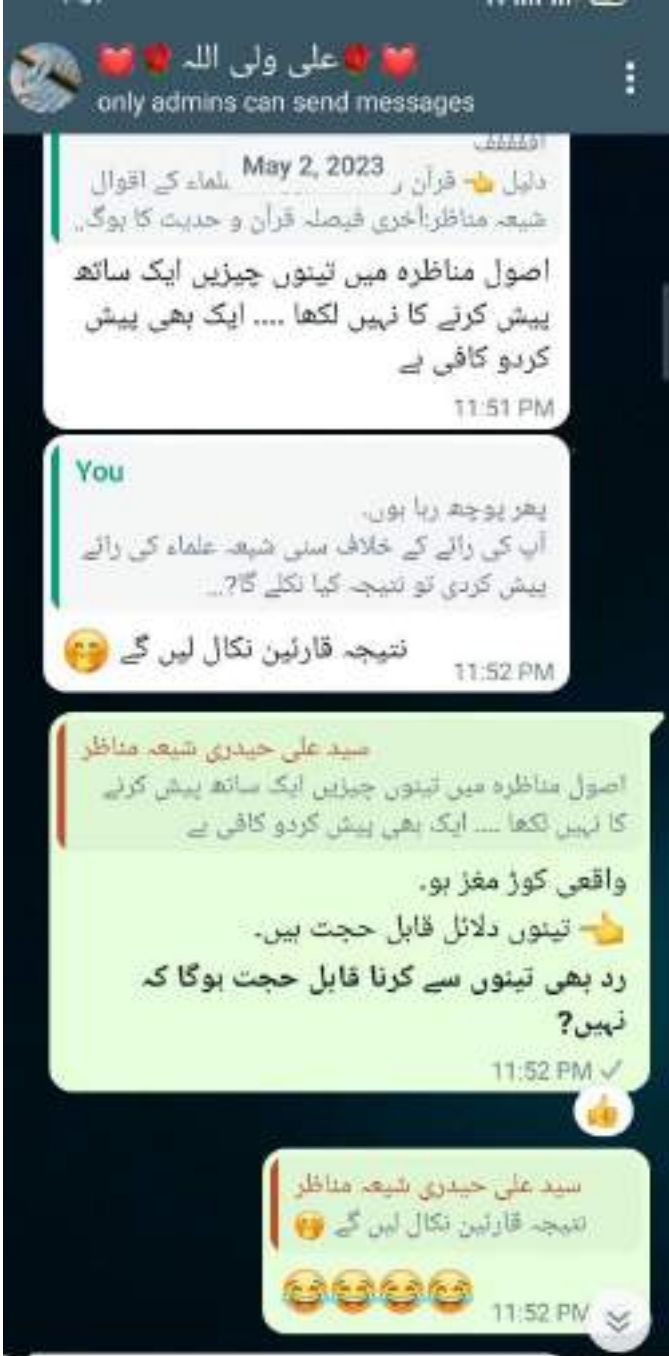 ❤️🌹علی ولی اللہ 🌹❤️
only admins can send messages
May 2, 2023
دلیل 👈 قرآن و علماء کے اقوال
شیعہ مناظر:آخری فیصلہ قرآن و حدیث کا ہوگ..
اصول مناظرہ میں تینوں چیزیں ایک ساتھ
پیش کرنے کا نہیں لکھا .... ایک بھی پیش
کردو کافی ہے
11:51 PM
You
پھر پوچھ رہا ہوں۔
آپ کی رائے کے خلاف سنی شیعہ علماء کی رائے
پیش کردی تو نتیجہ کیا نکلے گا?...
نتیجہ قارئین نکال لیں گے 🤭
11:52 PM
سید علی حیدری شیعہ مناظر
اصول مناظرہ میں تینوں چیزیں ایک ساتھ پیش کرنے
کا نہیں لکھا .... ایک بھی پیش کردو کافی ہے
واقعی کوڑ مغز ہو۔
👈 تینوں دلائل قابل حجت ہیں۔
رد بھی تینوں سے کرنا قابل حجت ہوگا کہ
نہیں?
11:52 PM ✓
👍
سید علی حیدری شیعہ مناظر
نتیجہ قارئین نکال لیں گے 🤭
😂😂😂😂
11:52 PM